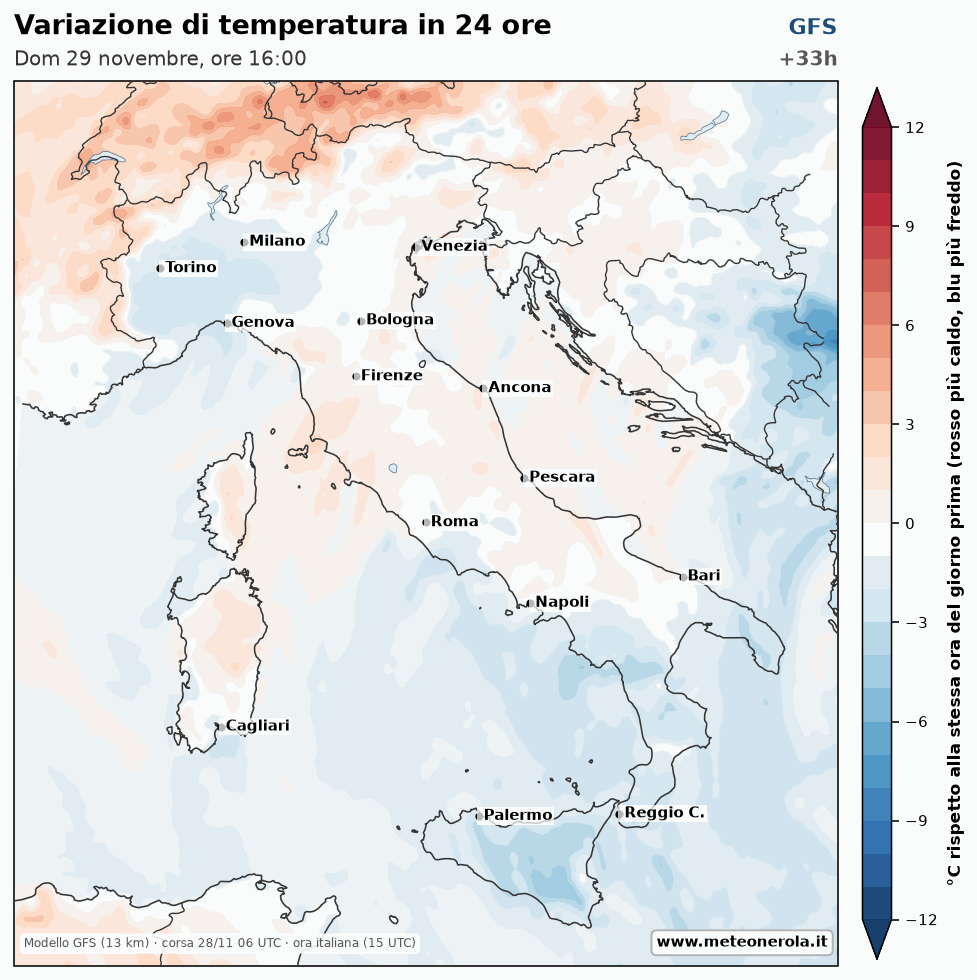 Variazione di temperatura in 24 ore
GFS
Dom 29 novembre, ore 16:00
+33h
Milano
Venezia
Torino
Genova
Bologna
Firenze
Ancona
Pescara
Roma
Bari
Napoli
Cagliari
Palermo
Reggio C.
12
9
6
3
0
−3
−6
−9
−12
°C rispetto alla stessa ora del giorno prima (rosso più caldo, blu più freddo)
Modello GFS (13 km) · corsa 28/11 06 UTC · ora italiana (15 UTC)
www.meteonerola.it